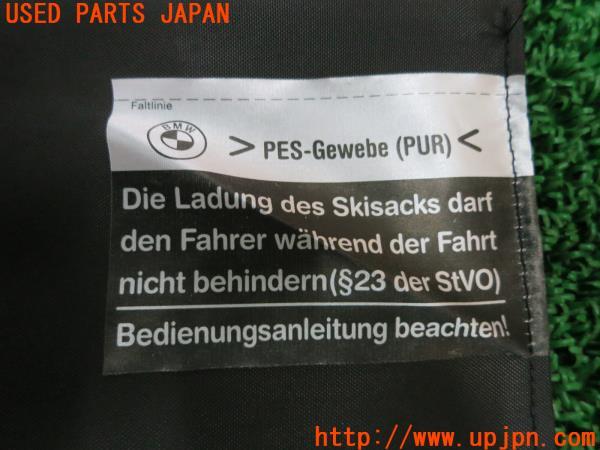 USED PARTS JAPAN
Faltlinie
BMW
> PES-Gewebe (PUR) <
Die Ladung des Skisacks darf
den Fahrer während der Fahrt
nicht behindern(§23 der StVO)
Bedienungsanleitung beachten!
http://www.upjpn.com